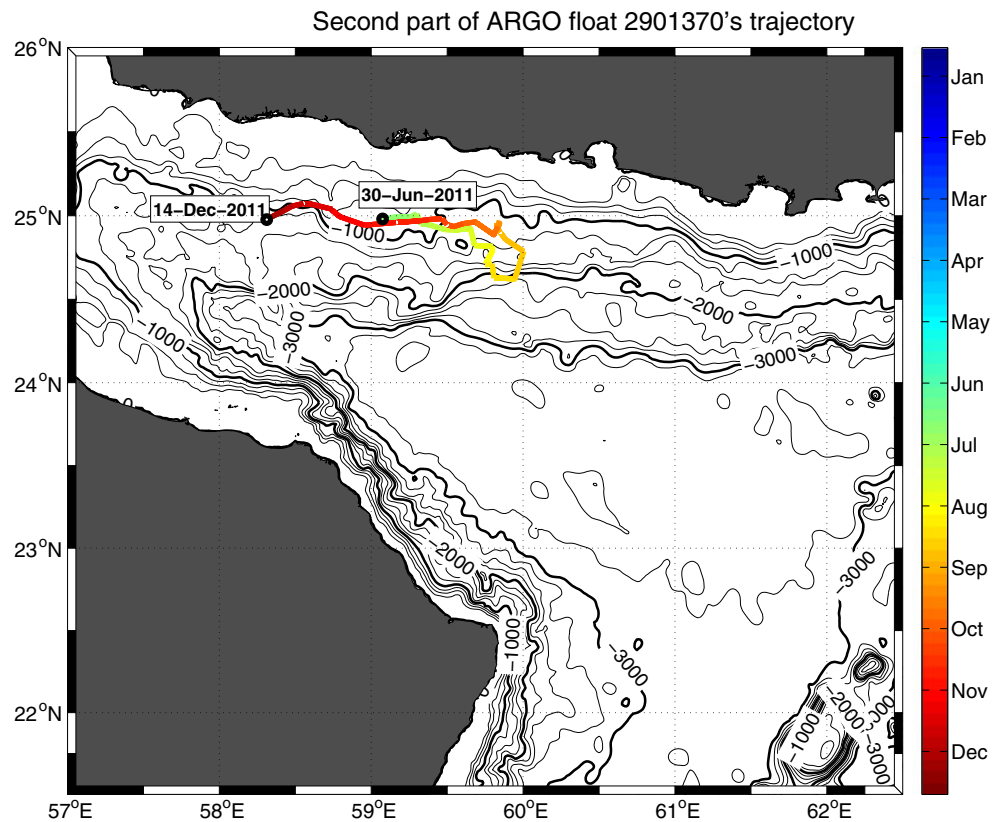 Second part of ARGO float 2901370's trajectory
26°N
25°N
24°N
23°N
22°N
57°E
58°E
59°E
60°E
61°E
62°E
14−Dec−2011
30−Jun−2011
−1000
−1000
−2000
−2000
−1000
−3000
−3000
−2000
−3000
−1000
−3000
−2000
−1000
−3000
Jan
Feb
Mar
Apr
May
Jun
Jul
Aug
Sep
Oct
Nov
Dec